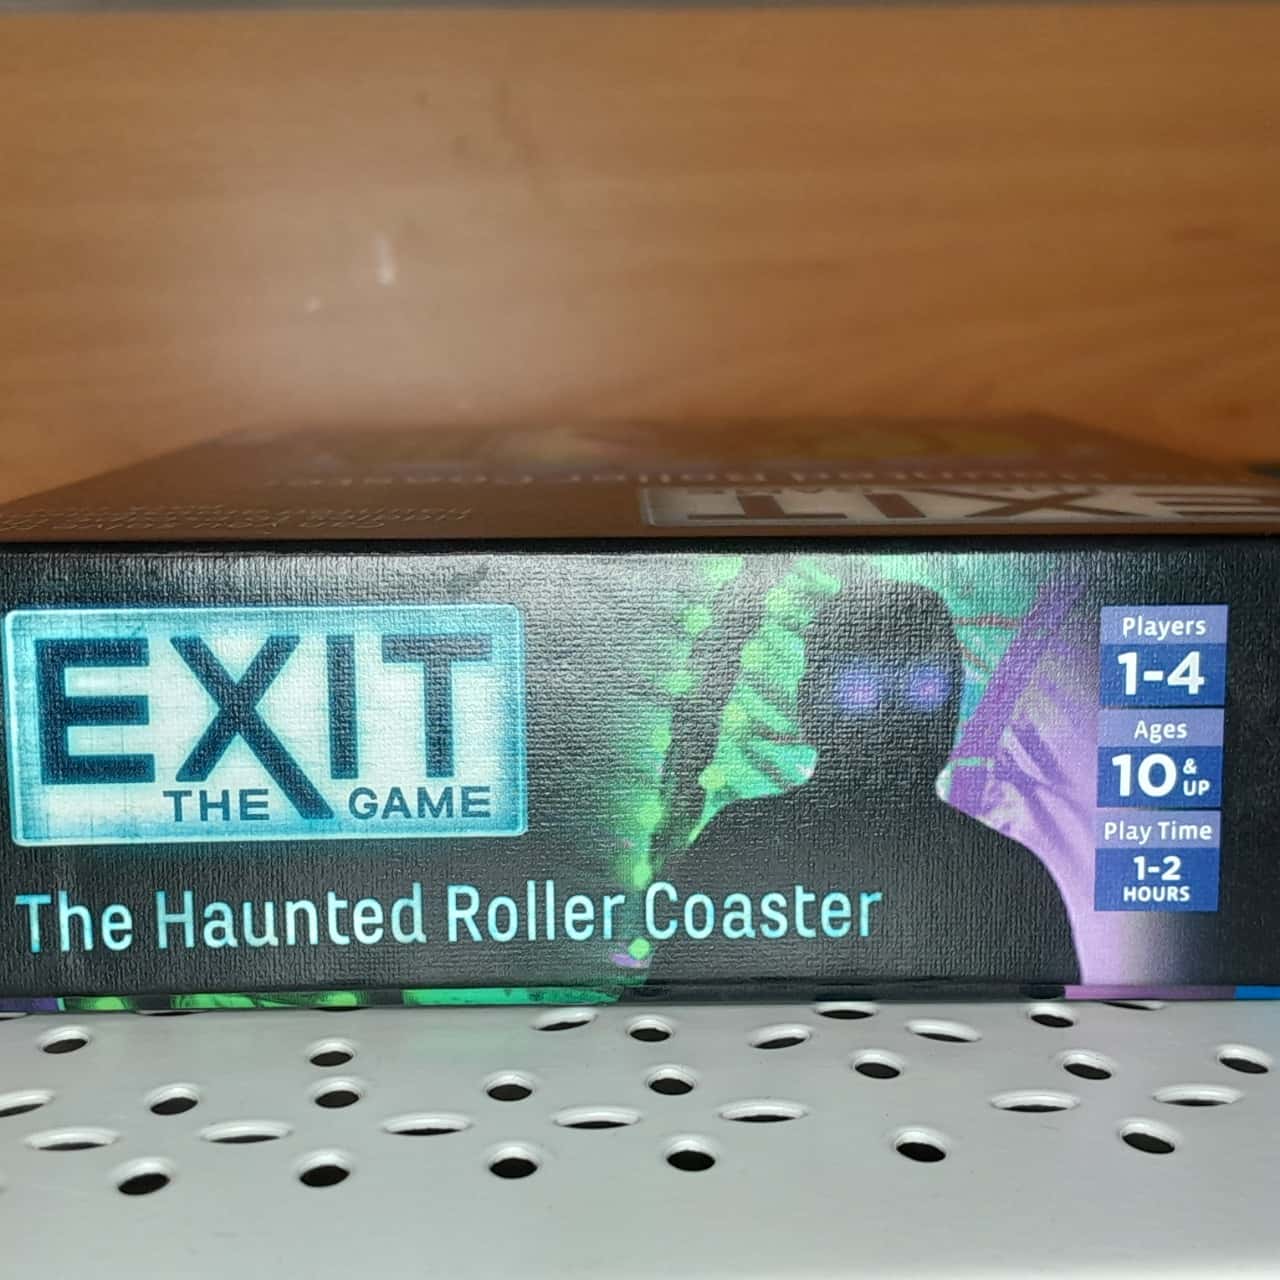 EXIT
THE GAME
The Haunted Roller Coaster
Players
1-4
Ages
10 & UP
Play Time
1-2
HOURS